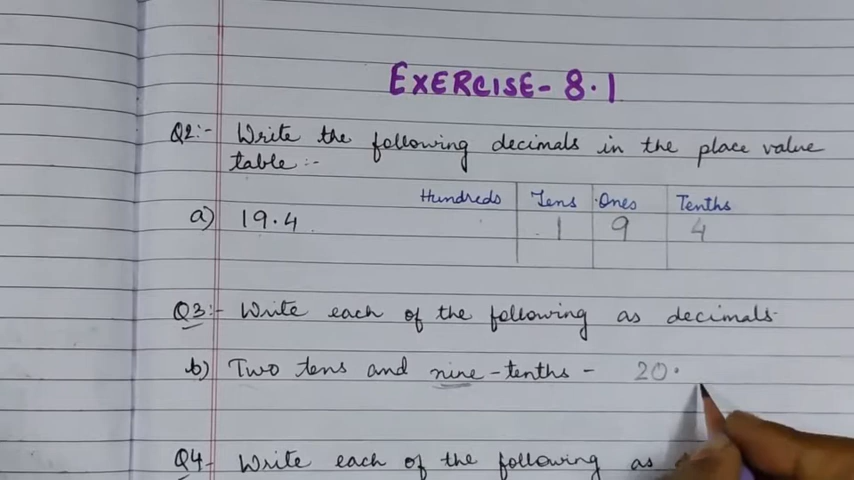 EXERCISE- 8.1
Q2:- Write the following decimals in the place value
table :-
Hundreds Tens Ones Tenths
a) 19.4 1 9 4
Q3:- Write each of the following as decimals-
b) Two tens and nine-tenths - 20.
Q4- Write each of the following as